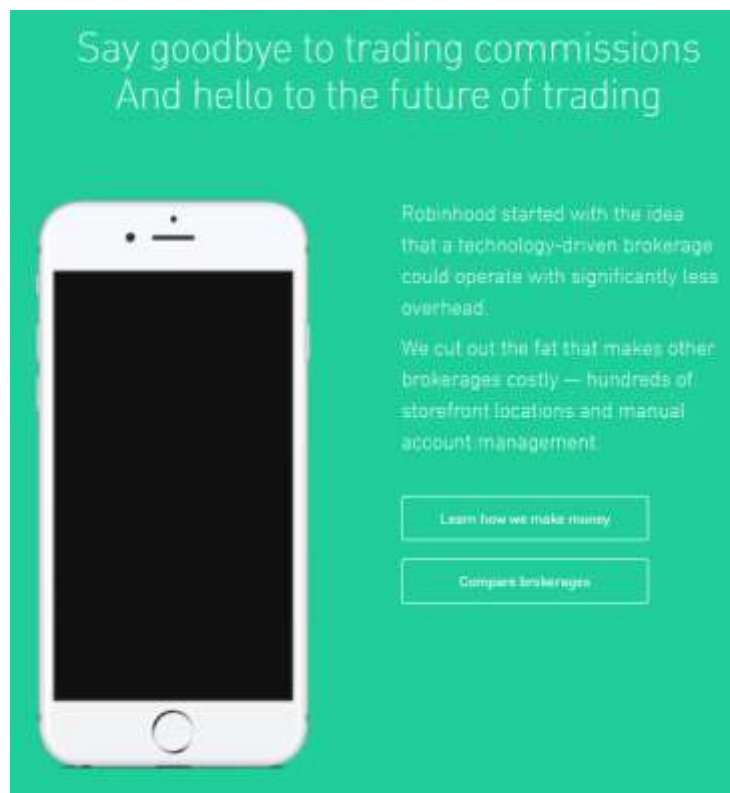 Say goodbye to trading commissions
And hello to the future of trading
Robinhood started with the idea
that a technology-driven brokerage
could operate with significantly less
overhead.
We cut out the fat that makes other
brokerages costly — hundreds of
storefront locations and manual
account management.
Learn how we make money
Compare brokerages